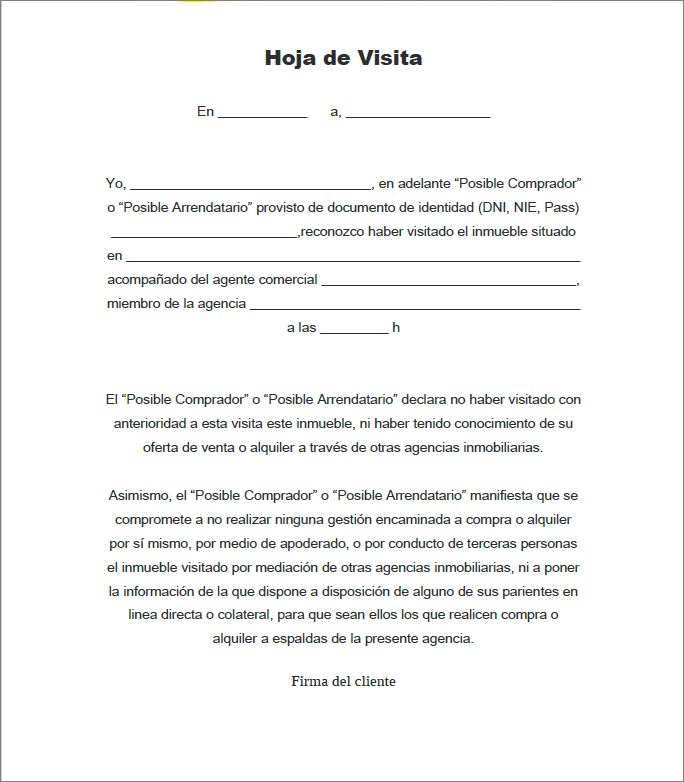 Hoja de Visita
En ____________ a, ___________________
Yo, ________________________________, en adelante “Posible Comprador”
o “Posible Arrendatario” provisto de documento de identidad (DNI, NIE, Pass)
_________________________,reconozco haber visitado el inmueble situado
en ____________________________________________________________
acompañado del agente comercial __________________________________,
miembro de la agencia ____________________________________________
a las _________ h
El “Posible Comprador” o “Posible Arrendatario” declara no haber visitado con
anterioridad a esta visita este inmueble, ni haber tenido conocimiento de su
oferta de venta o alquiler a través de otras agencias inmobiliarias.
Asimismo, el “Posible Comprador” o “Posible Arrendatario” manifiesta que se
compromete a no realizar ninguna gestión encaminada a compra o alquiler
por sí mismo, por medio de apoderado, o por conducto de terceras personas
el inmueble visitado por mediación de otras agencias inmobiliarias, ni a poner
la información de la que dispone a disposición de alguno de sus parientes en
linea directa o colateral, para que sean ellos los que realicen compra o
alquiler a espaldas de la presente agencia.
Firma del cliente